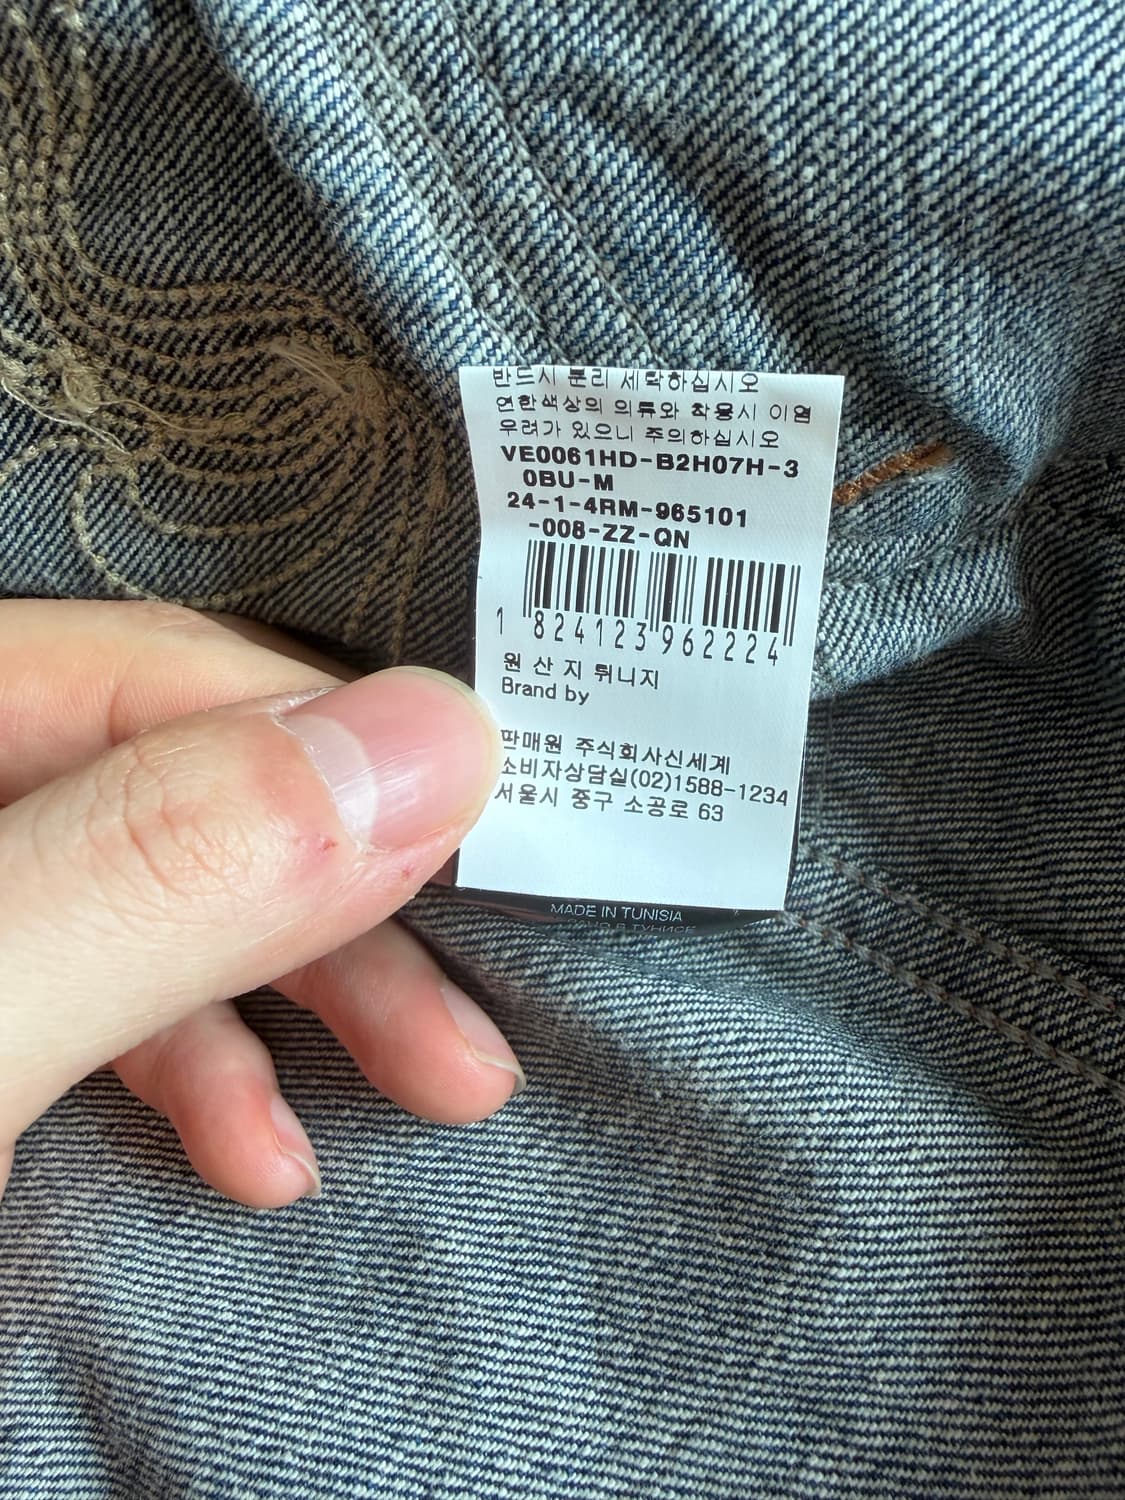 반드시 분리 세탁하십시오
연한색상의 의류와 착용시 이염
우려가 있으니 주의하십시오
VE0061HD-B2H07H-3
0BU-M
24-1-4RM-965101
-008-ZZ-QN
1 824123 962224
원 산 지 튀니지
Brand by
판매원 주식회사신세계
소비자상담실(02)1588-1234
서울시 중구 소공로 63
MADE IN TUNISIA